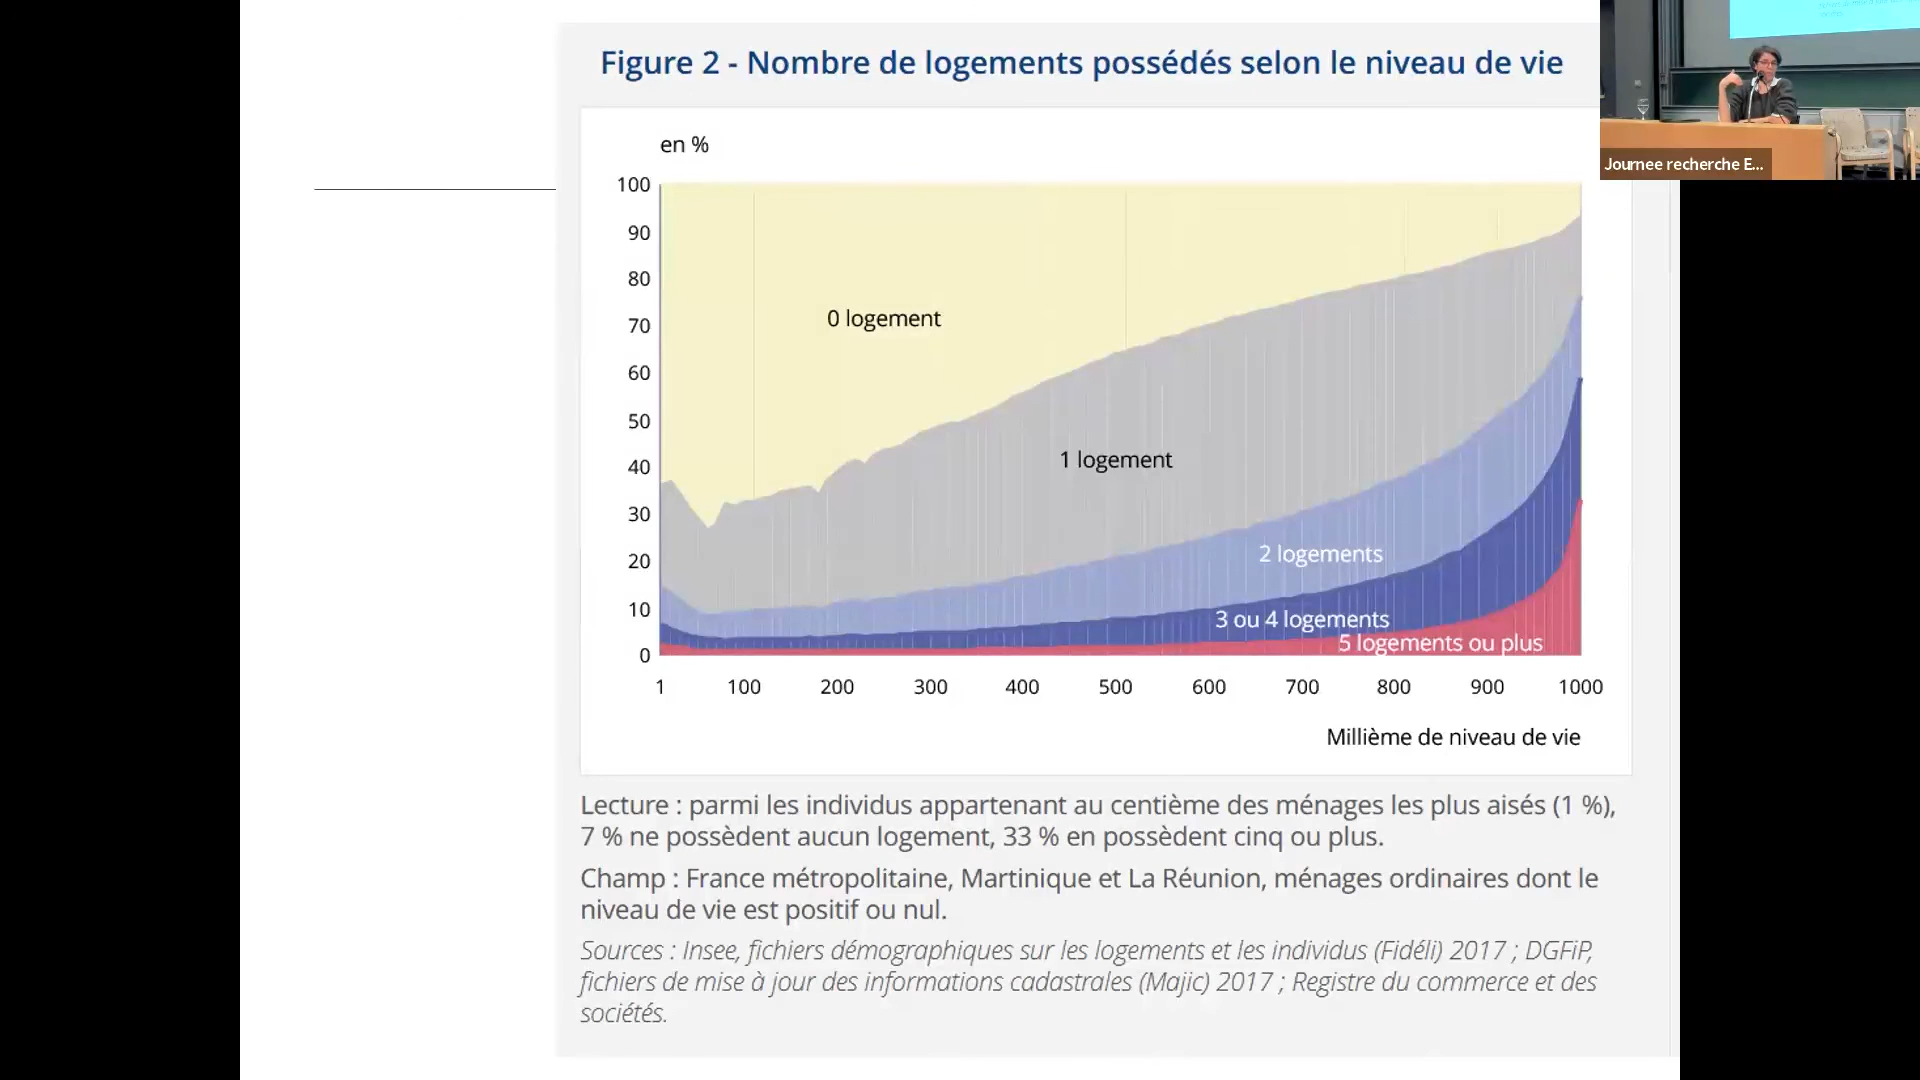 Figure 2 - Nombre de logements possédés selon le niveau de vie
en %
100
90
80
70
60
50
40
30
20
10
0
0 logement
1 logement
2 logements
3 ou 4 logements
5 logements ou plus
1 100 200 300 400 500 600 700 800 900 1000
Millième de niveau de vie
Lecture : parmi les individus appartenant au centième des ménages les plus aisés (1 %),
7 % ne possèdent aucun logement, 33 % en possèdent cinq ou plus.
Champ : France métropolitaine, Martinique et La Réunion, ménages ordinaires dont le
niveau de vie est positif ou nul.
Sources : Insee, fichiers démographiques sur les logements et les individus (Fidéli) 2017 ; DGFiP,
fichiers de mise à jour des informations cadastrales (Majic) 2017 ; Registre du commerce et des
sociétés.
Journee recherche E...